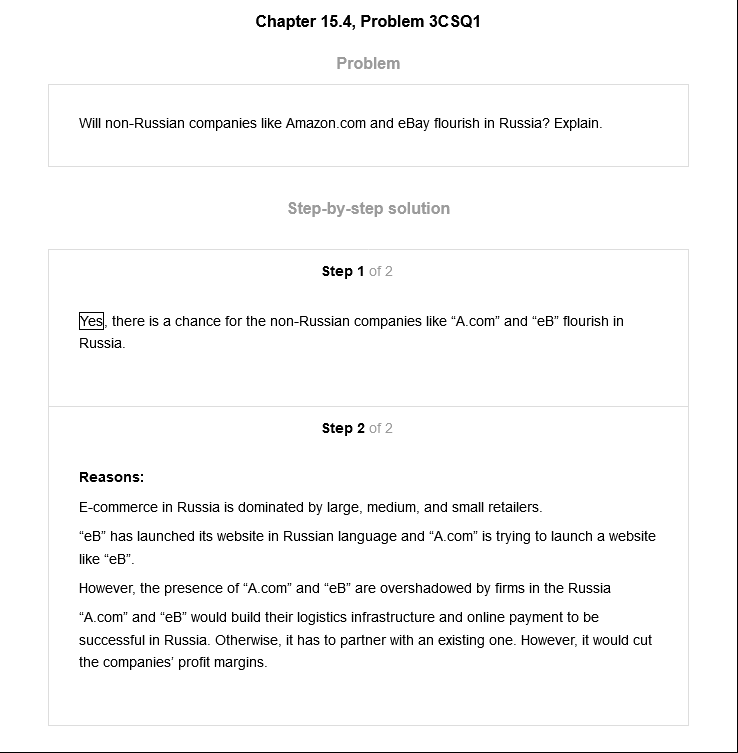 Chapter 15.4, Problem 3CSQ1
Problem
Will non-Russian companies like Amazon.com and eBay flourish in Russia? Explain.
Step-by-step solution
Step 1 of 2
Yes, there is a chance for the non-Russian companies like “A.com” and “eB” flourish in
Russia.
Step 2 of 2
Reasons:
E-commerce in Russia is dominated by large, medium, and small retailers.
“eB” has launched its website in Russian language and “A.com” is trying to launch a website
like “eB”.
However, the presence of “A.com” and “eB” are overshadowed by firms in the Russia
“A.com” and “eB” would build their logistics infrastructure and online payment to be
successful in Russia. Otherwise, it has to partner with an existing one. However, it would cut
the companies’ profit margins.